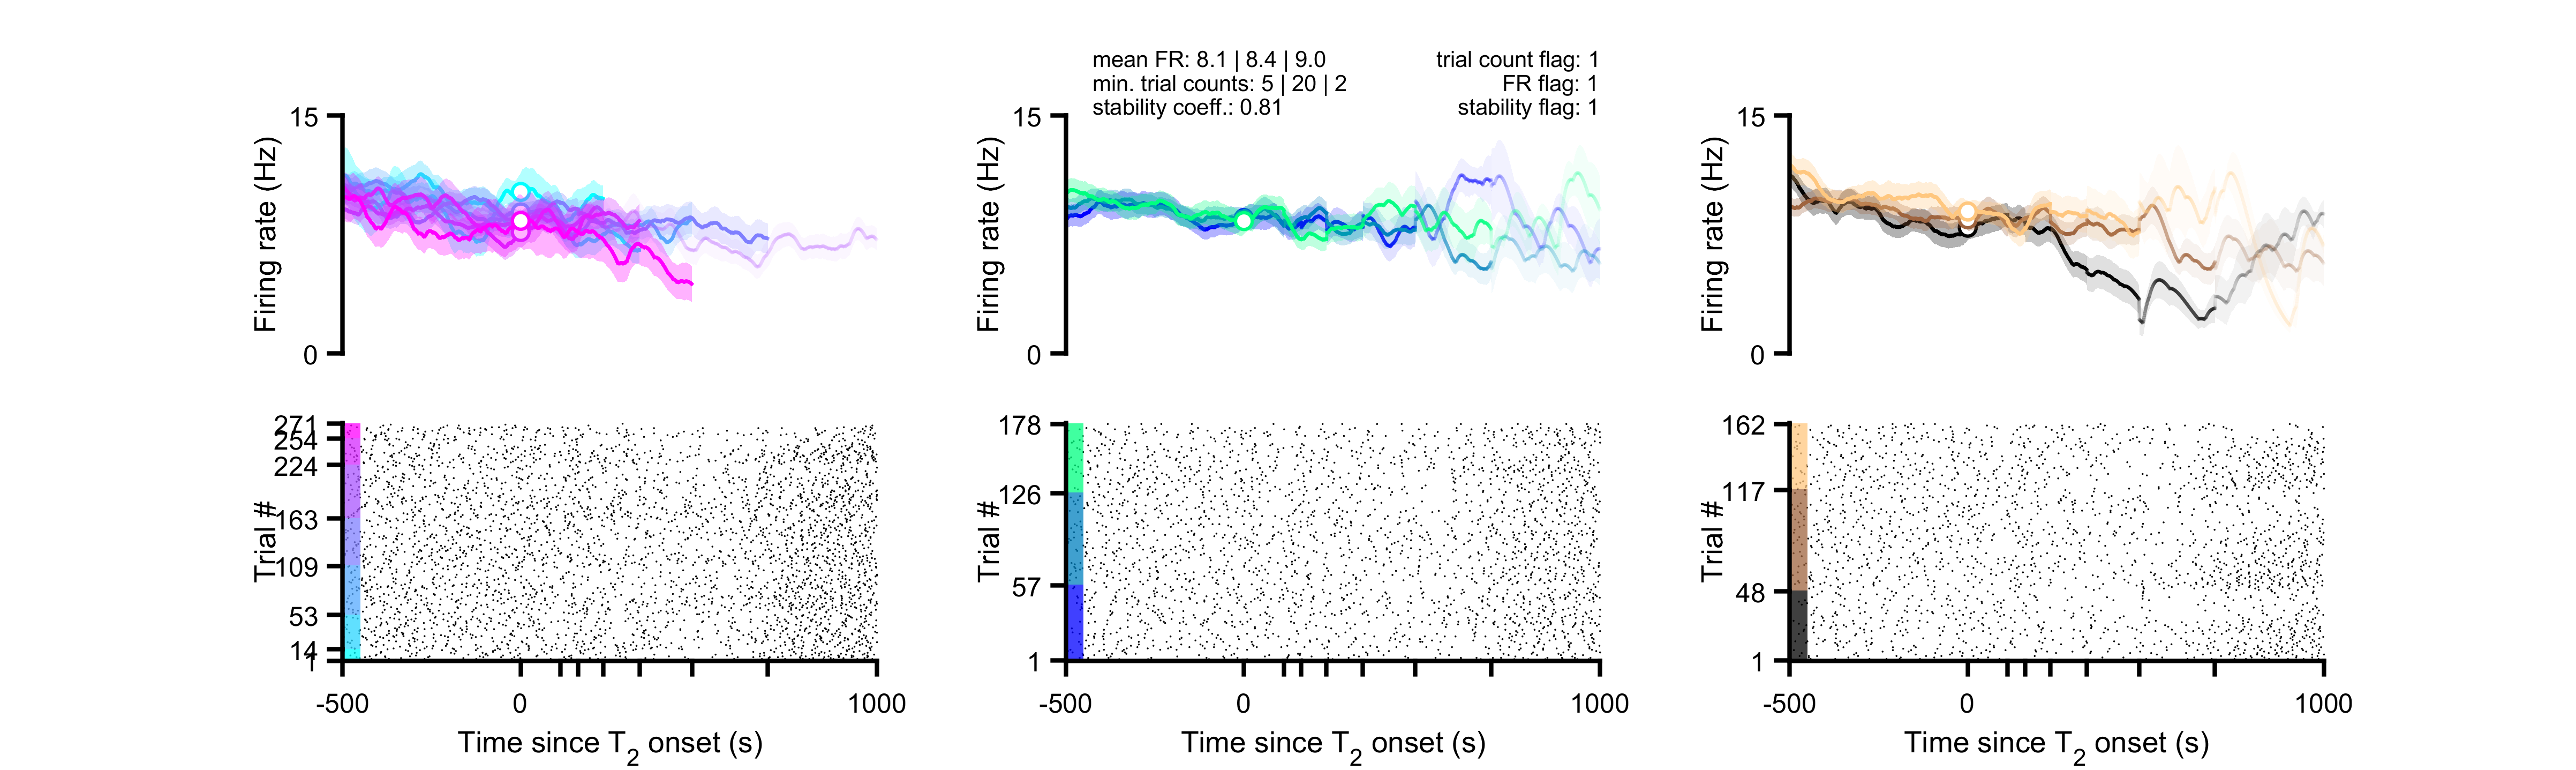 mean FR: 8.1 | 8.4 | 9.0
min. trial counts: 5 | 20 | 2
stability coeff.: 0.81
trial count flag: 1
FR flag: 1
stability flag: 1
15
Firing rate (Hz)
0
15
Firing rate (Hz)
0
15
Firing rate (Hz)
0
271
254
224
163
109
53
14
1
Trial #
-500
0
1000
Time since T2 onset (s)
178
126
57
1
Trial #
-500
0
1000
Time since T2 onset (s)
162
117
48
1
Trial #
-500
0
1000
Time since T2 onset (s)